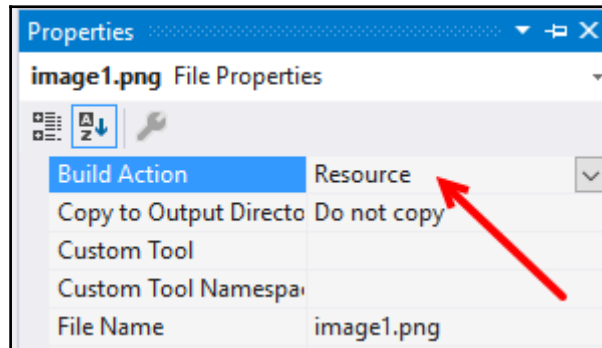 Properties
image1.png File Properties
Build Action Resource
Copy to Output Directo Do not copy
Custom Tool
Custom Tool Namespa
File Name image1.png